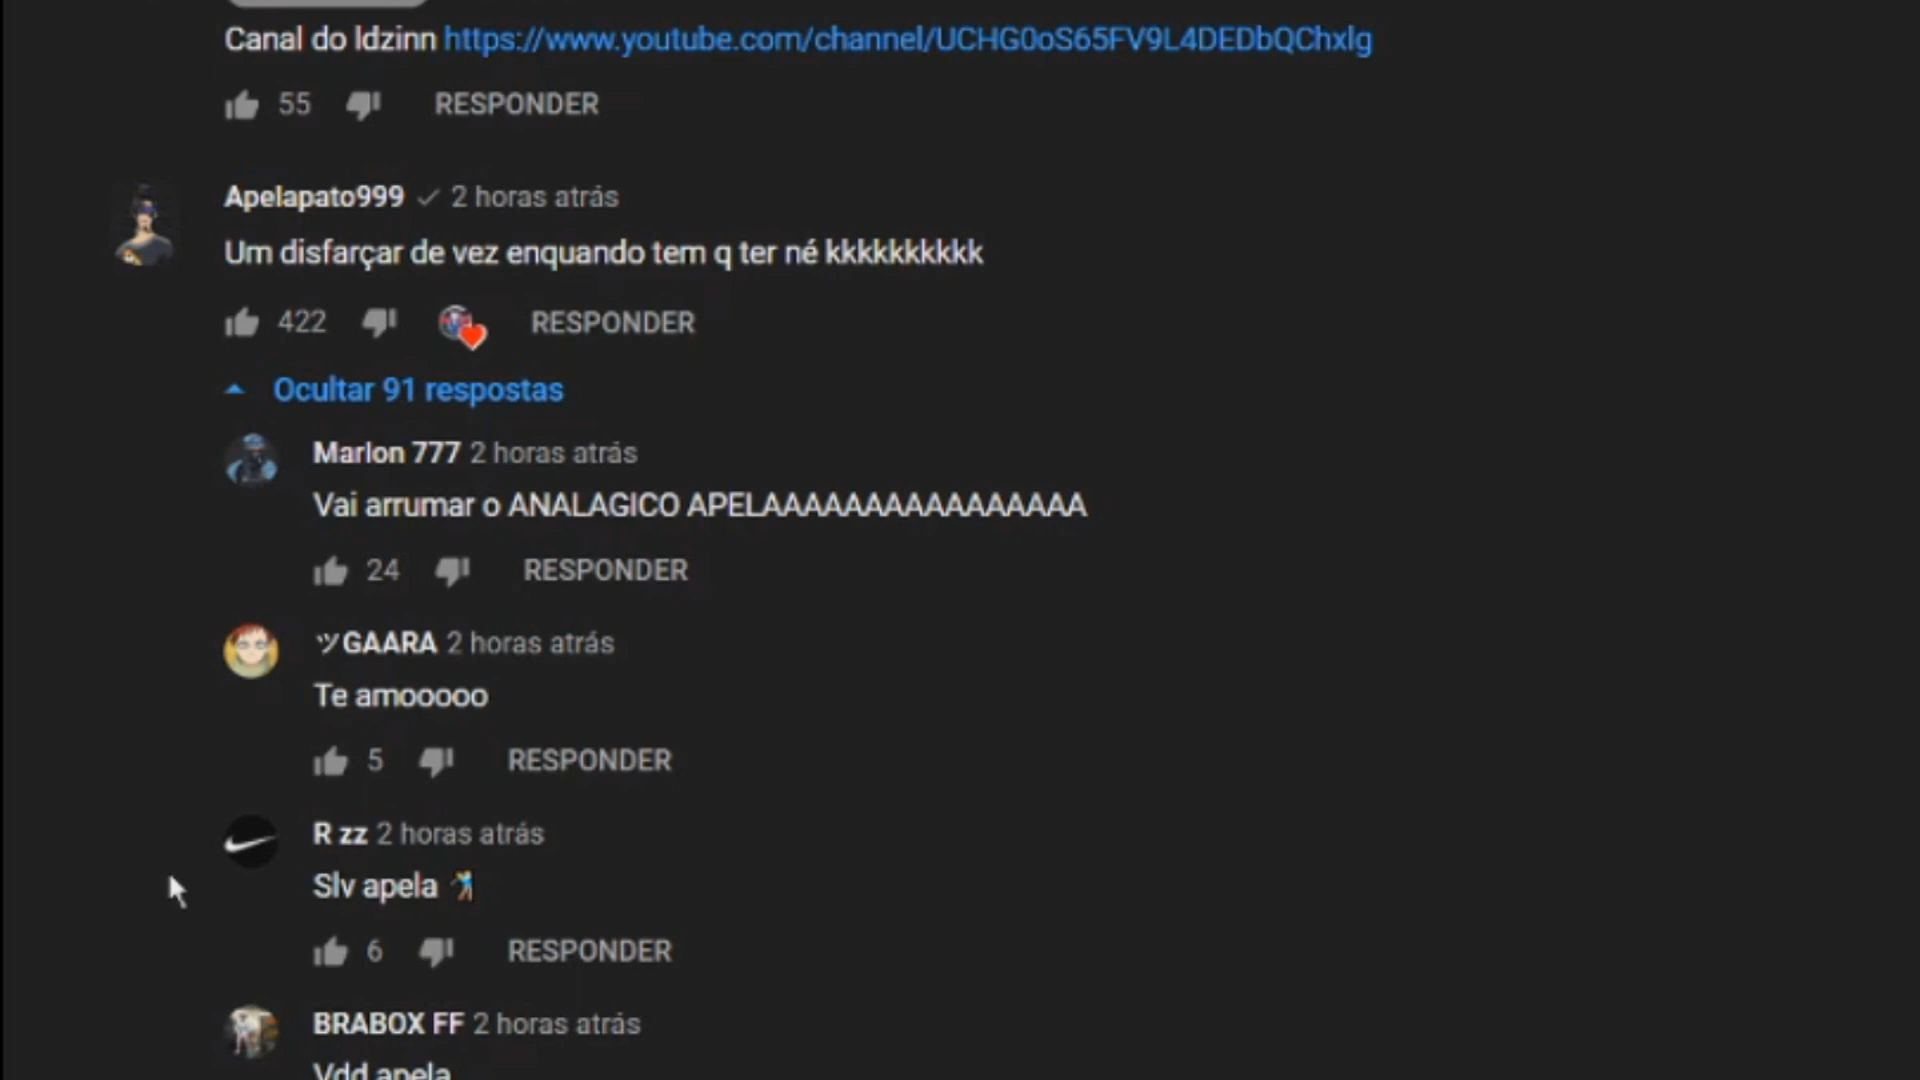 Canal do ldzinn https://www.youtube.com/channel/UCHG0oS65FV9L4DEDbQChxlg
55 RESPONDER
Apelapato999 2 horas atrás
Um disfarçar de vez enquando tem q ter né kkkkkkkkkk
422 RESPONDER
Ocultar 91 respostas
Marlon 777 2 horas atrás
Vai arrumar o ANALAGICO APELAAAAAAAAAAAAAAAA
24 RESPONDER
ツGAARA 2 horas atrás
Te amooooo
5 RESPONDER
R zz 2 horas atrás
Slv apela
6 RESPONDER
BRABOX FF 2 horas atrás
Vdd apela